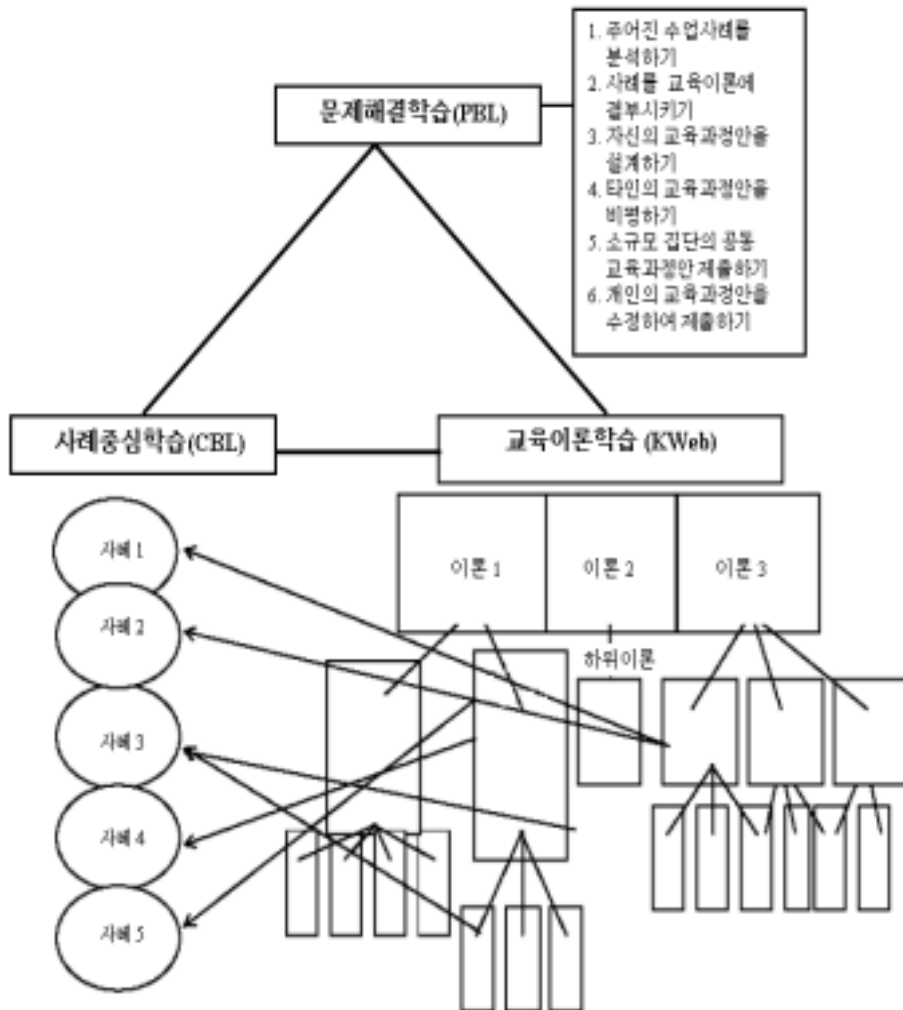 문제해결학습(PBL)
1. 주어진 수업사례를
분석하기
2. 사례를 교육이론에
결부시키기
3. 자신의 교육과정안을
설계하기
4. 타인의 교육과정안을
비평하기
5. 소규모 집단의 공통
교육과정안 제출하기
6. 개인의 교육과정안을
수정하여 제출하기
사례중심학습(CBL)
교육이론학습 (KWeb)
사례 1
사례 2
사례 3
사례 4
사례 5
이론 1
이론 2
이론 3
하위이론